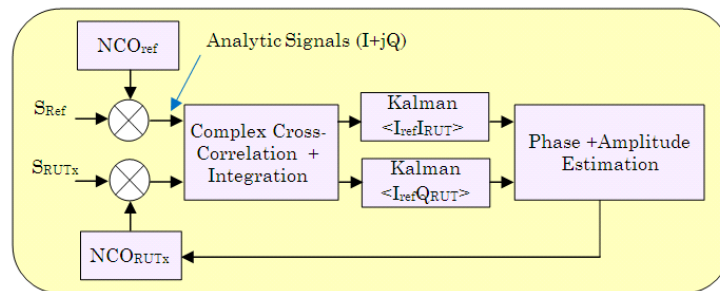 Analytic Signals (I+jQ)
NCOref
SRef
Complex Cross-
Correlation +
Integration
Kalman
<IrefIRUT>
Phase +Amplitude
Estimation
SRUTx
Kalman
<IrefQRUT>
NCORUTx